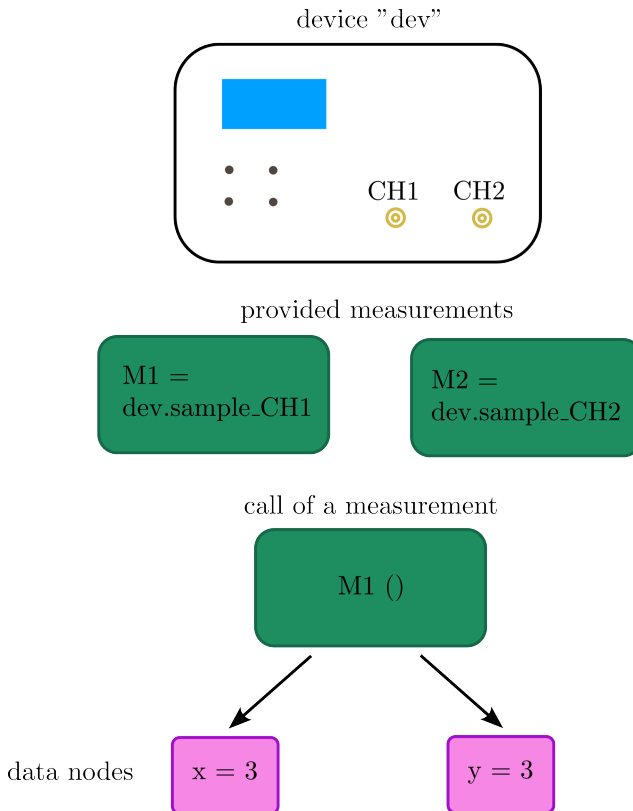 device "dev"
CH1 CH2
provided measurements
M1 =
dev.sample_CH1
M2 =
dev.sample_CH2
call of a measurement
M1 ()
data nodes
x = 3
y = 3